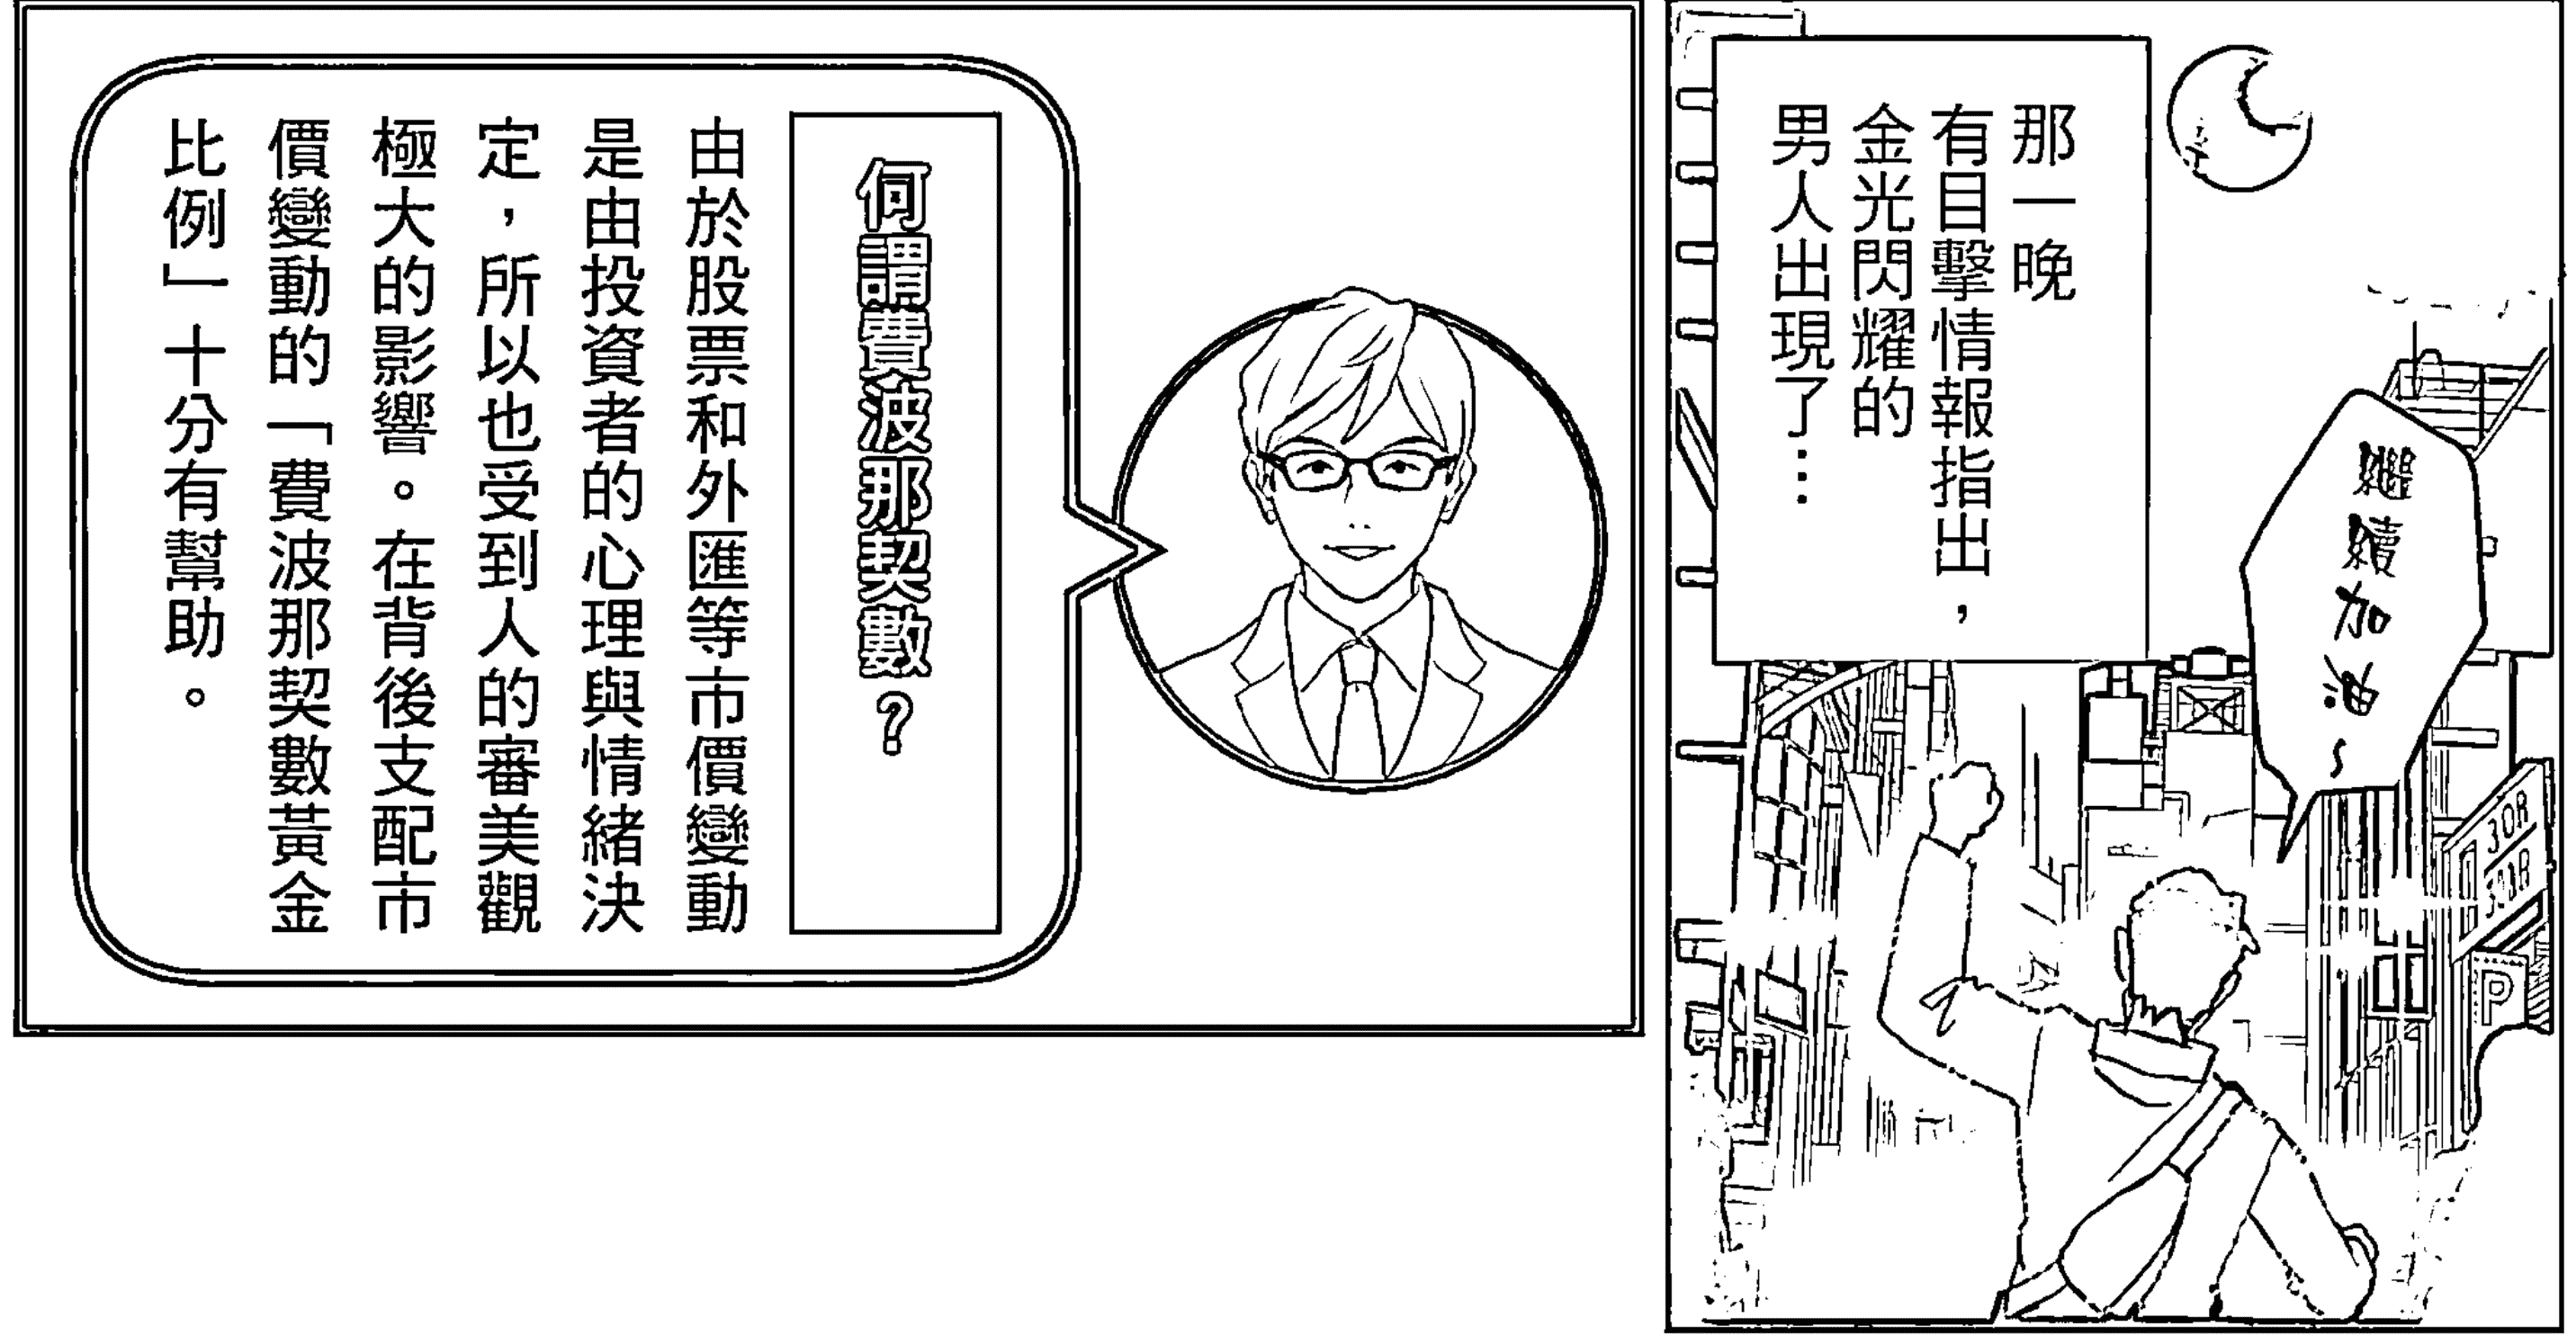 那一晚
有目擊情報指出，
金光閃耀的
男人出現了…
繼續加油～
30R
P
何謂費波那契數？
由於股票和外匯等市價變動
是由投資者的心理與情緒決
定，所以也受到人的審美觀
極大的影響。在背後支配市
價變動的「費波那契數黃金
比例」十分有幫助。